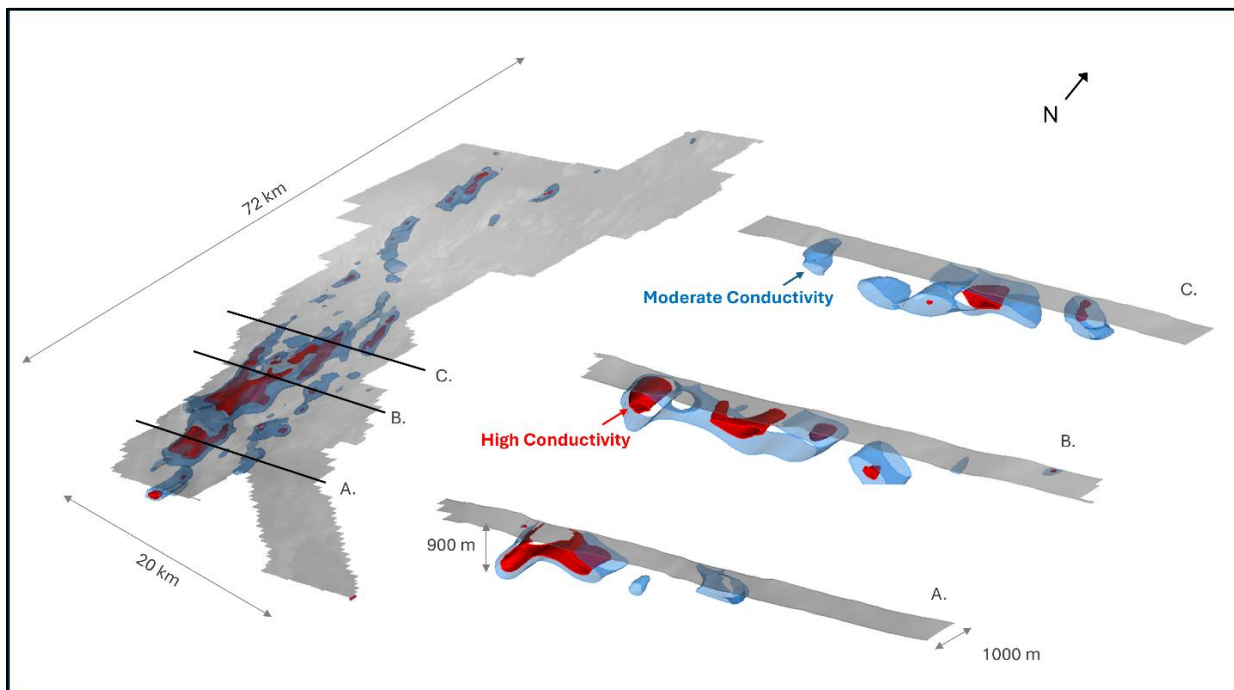 N
72 km
Moderate Conductivity
C.
C.
B.
High Conductivity
B.
A.
900 m
20 km
A.
1000 m